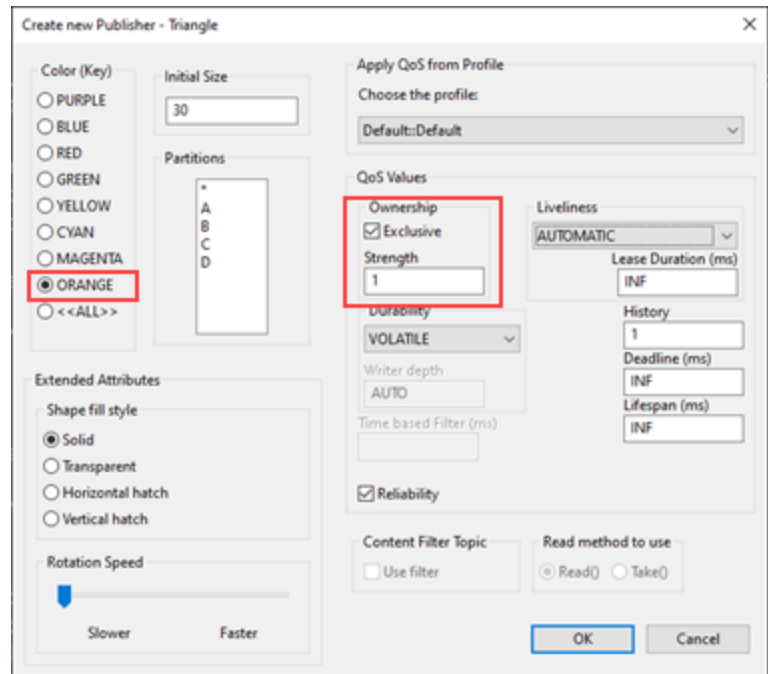 Create new Publisher - Triangle
Color (Key)
PURPLE
BLUE
RED
GREEN
YELLOW
CYAN
MAGENTA
ORANGE
<<ALL>>
Initial Size
30
Partitions
*
A
B
C
D
Extended Attributes
Shape fill style
Solid
Transparent
Horizontal hatch
Vertical hatch
Rotation Speed
Slower Faster
Apply QoS from Profile
Choose the profile:
Default::Default
QoS Values
Ownership
Exclusive
Strength
1
Durability
VOLATILE
Writer depth
AUTO
Time based Filter (ms)
Reliability
Liveliness
AUTOMATIC
Lease Duration (ms)
INF
History
1
Deadline (ms)
INF
Lifespan (ms)
INF
Content Filter Topic
Use filter
Read method to use
Read() Take()
OK Cancel